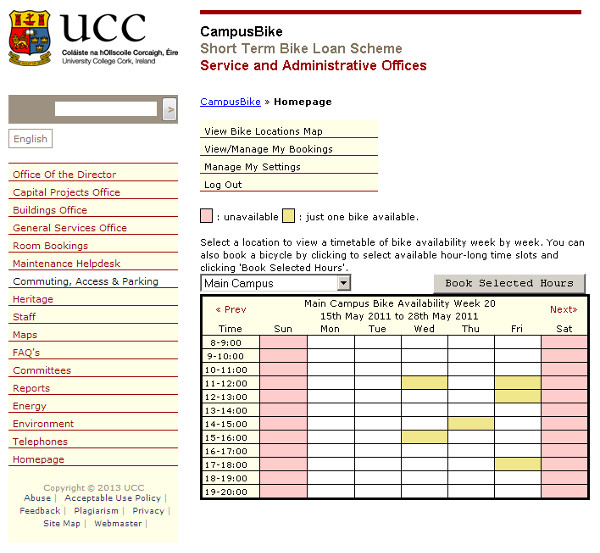 UCC
Coláiste na hOllscoile Corcaigh, Éire
University College Cork, Ireland
CampusBike
Short Term Bike Loan Scheme
Service and Administrative Offices
>
English
Office Of the Director
Capital Projects Office
Buildings Office
General Services Office
Room Bookings
Maintenance Helpdesk
Commuting, Access & Parking
Heritage
Staff
Maps
FAQ's
Committees
Reports
Energy
Environment
Telephones
Homepage
Copyright © 2013 UCC
Abuse | Acceptable Use Policy |
Feedback | Plagiarism | Privacy |
Site Map | Webmaster |
CampusBike » Homepage
View Bike Locations Map
View/Manage My Bookings
Manage My Settings
Log Out
: unavailable : just one bike available.
Select a location to view a timetable of bike availability week by week. You can
also book a bicycle by clicking to select available hour-long time slots and
clicking 'Book Selected Hours'.
Main Campus Book Selected Hours
« Prev Main Campus Bike Availability Week 20 Next»
15th May 2011 to 28th May 2011
Time Sun Mon Tue Wed Thu Fri Sat
8-9:00
9-10:00
10-11:00
11-12:00
12-13:00
13-14:00
14-15:00
15-16:00
16-17:00
17-18:00
18-19:00
19-20:00